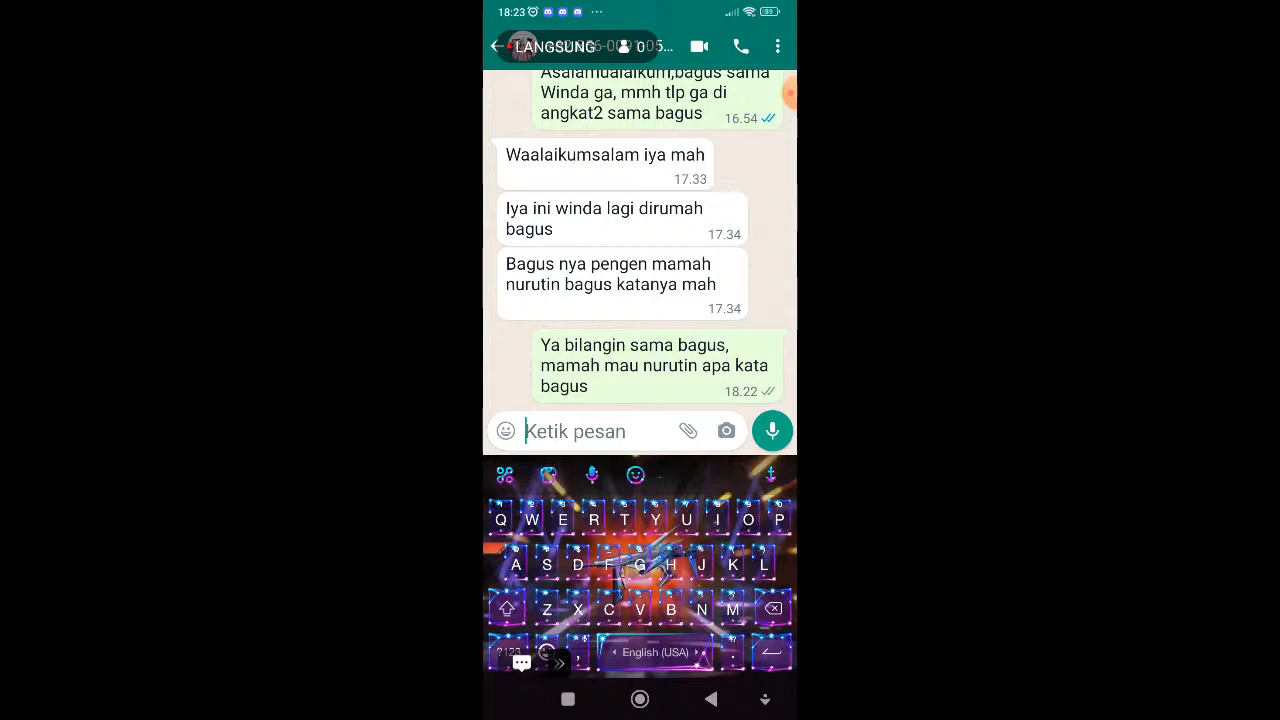 18:23
89
LANGSUNG 0 5...
Asalamualaikum,bagus sama
Winda ga, mmh tlp ga di
angkat2 sama bagus
16.54
Waalaikumsalam iya mah
17.33
Iya ini winda lagi dirumah
bagus
17.34
Bagus nya pengen mamah
nurutin bagus katanya mah
17.34
Ya bilangin sama bagus,
mamah mau nurutin apa kata
bagus
18.22
Ketik pesan
Q W E R T Y U I O P
A S D F G H J K L
Z X C V B N M
?123 , English (USA) .